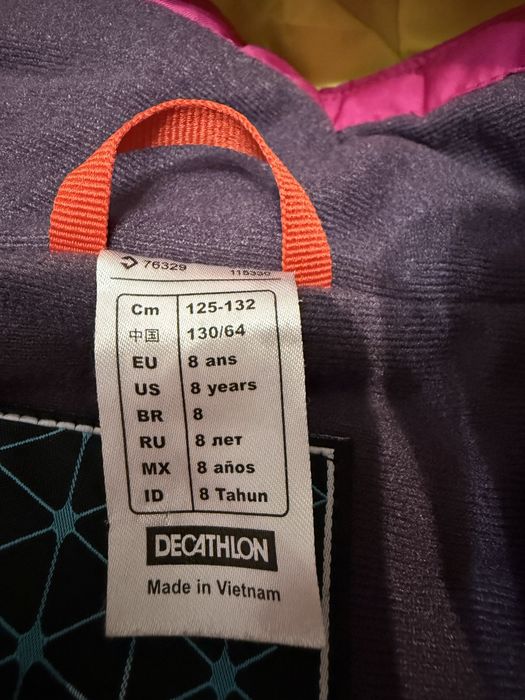 76329
115330
Cm 125-132
中国 130/64
EU 8 ans
US 8 years
BR 8
RU 8 лет
MX 8 años
ID 8 Tahun
DECATHLON
Made in Vietnam